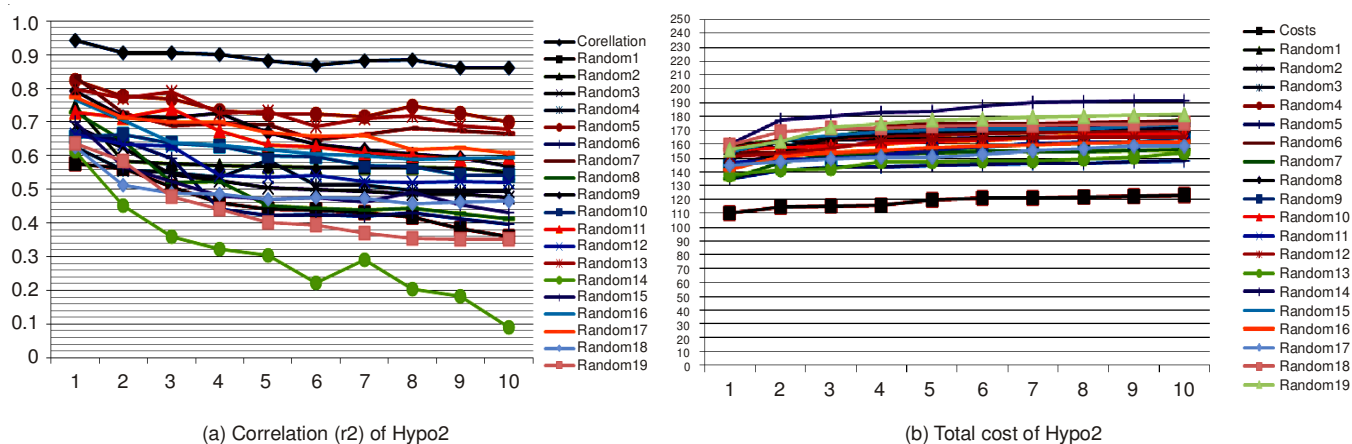 1.0
0.9
0.8
0.7
0.6
0.5
0.4
0.3
0.2
0.1
0
1 2 3 4 5 6 7 8 9 10
Corellation
Random1
Random2
Random3
Random4
Random5
Random6
Random7
Random8
Random9
Random10
Random11
Random12
Random13
Random14
Random15
Random16
Random17
Random18
Random19
(a) Correlation (r2) of Hypo2
250
240
230
220
210
200
190
180
170
160
150
140
130
120
110
100
90
80
70
60
50
40
30
20
10
0
1 2 3 4 5 6 7 8 9 10
Costs
Random1
Random2
Random3
Random4
Random5
Random6
Random7
Random8
Random9
Random10
Random11
Random12
Random13
Random14
Random15
Random16
Random17
Random18
Random19
(b) Total cost of Hypo2